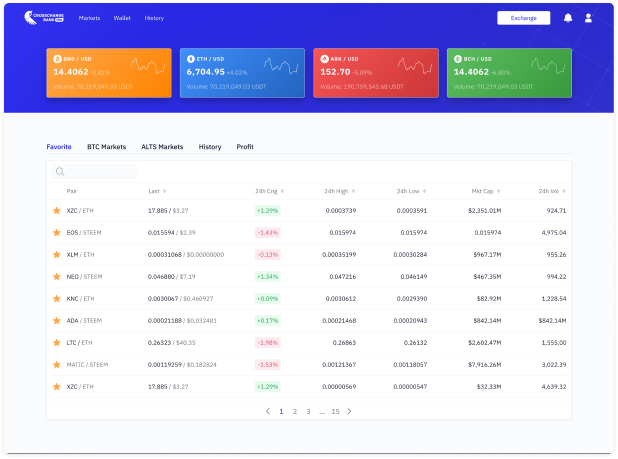 CROSSCHANGE
BANK PRO
Markets Wallet History Exchange
BNG / USD
14.4062 -0.41%
Volume: 70,219,049.03 USDT
ETH / USD
6,704.95 +4.02%
Volume: 70,219,049.03 USDT
ARK / USD
152.70 -5.09%
Volume: 190,759,543.68 USDT
BCH / USD
14.4062 -6.80%
Volume: 70,219,049.03 USDT
Favorite BTC Markets ALTS Markets History Profit
Pair Last 24h Cng 24h High 24h Low Mkt Cap 24h Vol
XZC / ETH 17.885 / $3.27 +1.29% 0.0003739 0.0003591 $2,351.01M 924.71
EOS / STEEM 0.015594 / $2.39 -1.43% 0.015974 0.015974 0.015974 4,975.04
XLM / ETH 0.00031068 / $0.00000000 -0.13% 0.00035199 0.00030284 $967.17M 955.26
NEO / STEEM 0.046880 / $7.19 +1.34% 0.047216 0.046149 $467.35M 994.22
KNC / ETH 0.0030067 / $0.460927 +0.09% 0.0030612 0.0029390 $82.92M 1,228.54
ADA / STEEM 0.00021188 / $0.032481 +0.17% 0.00021468 0.00020943 $842.14M $842.14M
LTC / ETH 0.26323 / $40.35 -1.98% 0.26863 0.26132 $2,602.47M 1,555.00
MATIC / STEEM 0.00119259 / $0.182824 -1.53% 0.00121367 0.00118057 $7,916.26M 3,022.39
XZC / ETH 17.885 / $3.27 +1.29% 0.00000569 0.00000547 $32.33M 4,639.32
1 2 3 ... 15